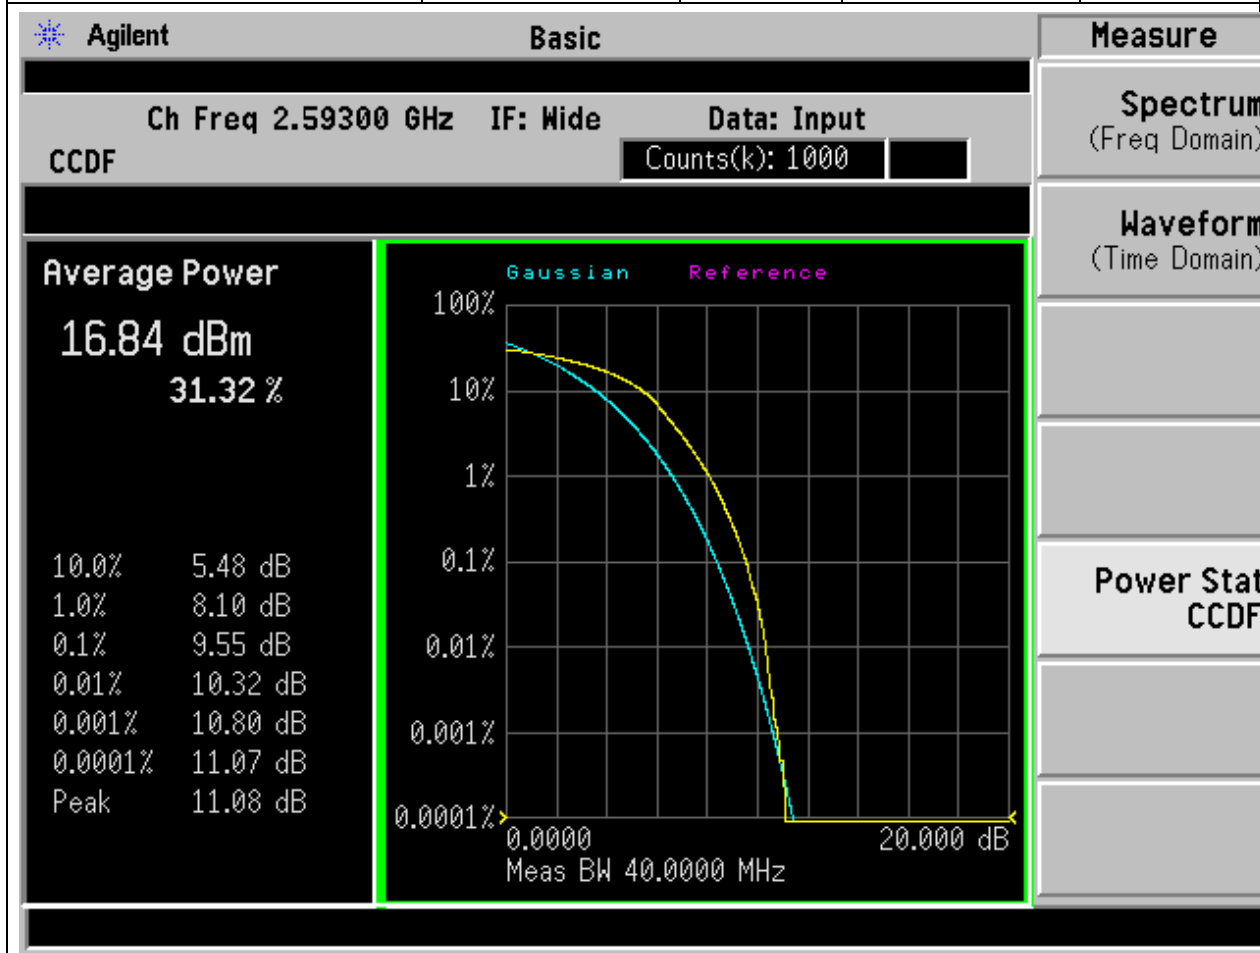 Agilent Basic Measure
Ch Freq 2.59300 GHz IF: Wide Data: Input
CCDF Counts(k): 1000
Average Power
16.84 dBm
31.32 %
10.0% 5.48 dB
1.0% 8.10 dB
0.1% 9.55 dB
0.01% 10.32 dB
0.001% 10.80 dB
0.0001% 11.07 dB
Peak 11.08 dB
Gaussian Reference
100%
10%
1%
0.1%
0.01%
0.001%
0.0001%
0.0000 20.000 dB
Meas BW 40.0000 MHz
Spectrum
(Freq Domain)
Waveform
(Time Domain)
Power Stat
CCDF